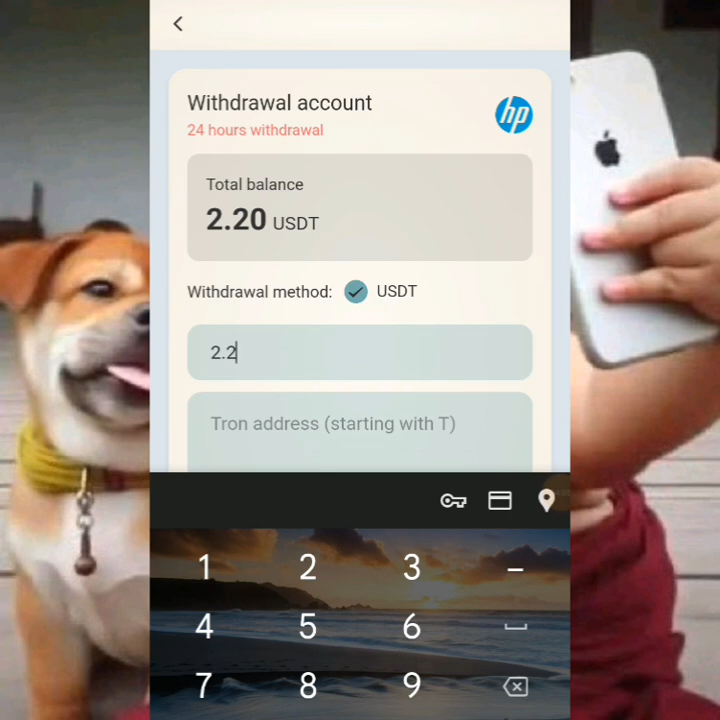 Withdrawal account
hp
24 hours withdrawal
Total balance
2.20 USDT
Withdrawal method: USDT
2.2
Tron address (starting with T)
1 2 3 –
4 5 6
7 8 9